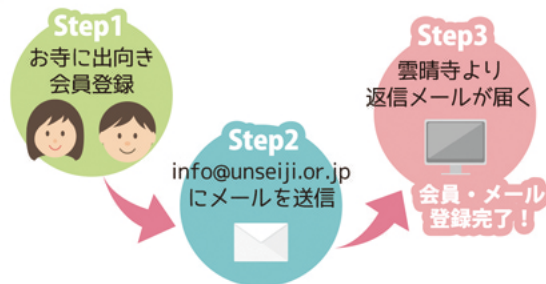 Step1
お寺に出向き
会員登録
Step2
info@unseiji.or.jp
にメールを送信
Step3
雲晴寺より
返信メールが届く
会員・メール
登録完了！